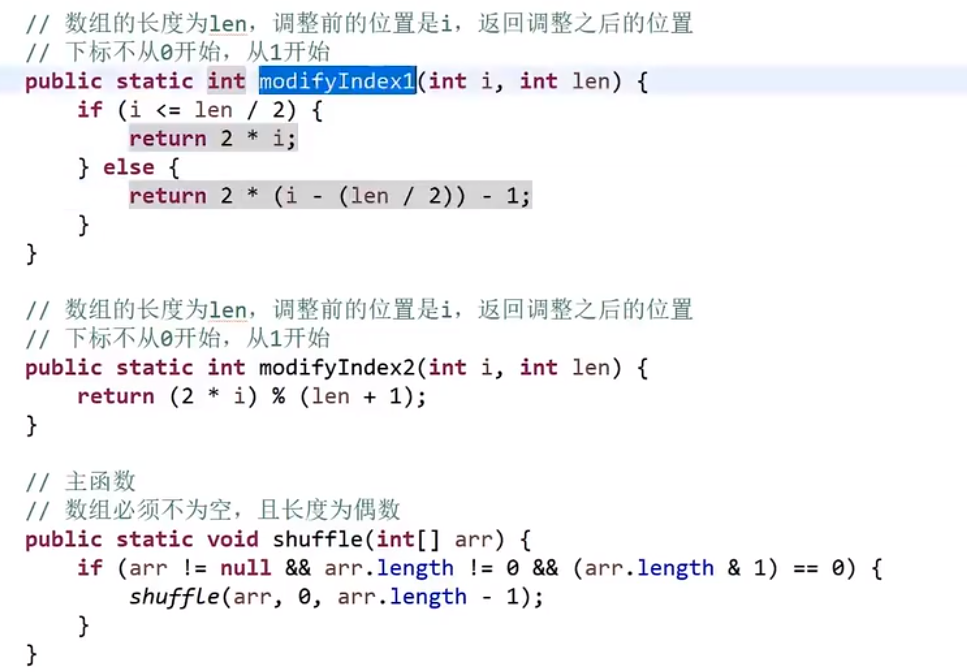 // 数组的长度为len，调整前的位置是i，返回调整之后的位置
// 下标不从0开始，从1开始
public static int modifyIndex1(int i, int len) {
    if (i <= len / 2) {
        return 2 * i;
    } else {
        return 2 * (i - (len / 2)) - 1;
    }
}
// 数组的长度为len，调整前的位置是i，返回调整之后的位置
// 下标不从0开始，从1开始
public static int modifyIndex2(int i, int len) {
    return (2 * i) % (len + 1);
}
// 主函数
// 数组必须不为空，且长度为偶数
public static void shuffle(int[] arr) {
    if (arr != null && arr.length != 0 && (arr.length & 1) == 0) {
        shuffle(arr, 0, arr.length - 1);
    }
}